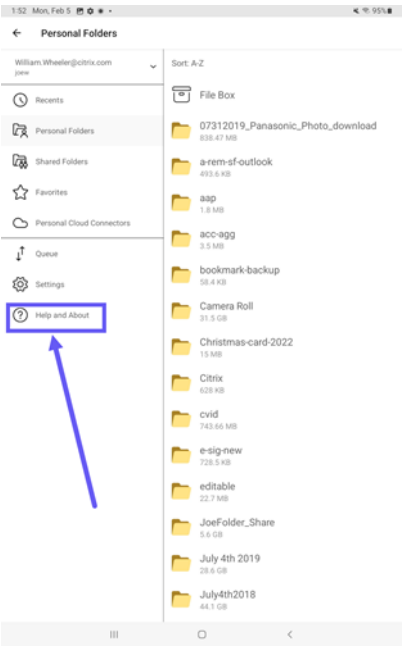 1:52 Mon, Feb 5 95%
Personal Folders
William.Wheeler@citrix.com
joew
Recents
Personal Folders
Shared Folders
Favorites
Personal Cloud Connectors
Queue
Settings
Help and About
Sort: A-Z
File Box
07312019_Panasonic_Photo_download
838.47 MB
a-rem-sf-outlook
493.6 KB
aap
1.8 MB
acc-agg
3.5 MB
bookmark-backup
58.4 KB
Camera Roll
31.5 GB
Christmas-card-2022
15 MB
Citrix
628 KB
cvid
743.66 MB
e-sig-new
728.5 KB
editable
22.7 MB
JoeFolder_Share
5.6 GB
July 4th 2019
28.6 GB
July4th2018
44.1 GB